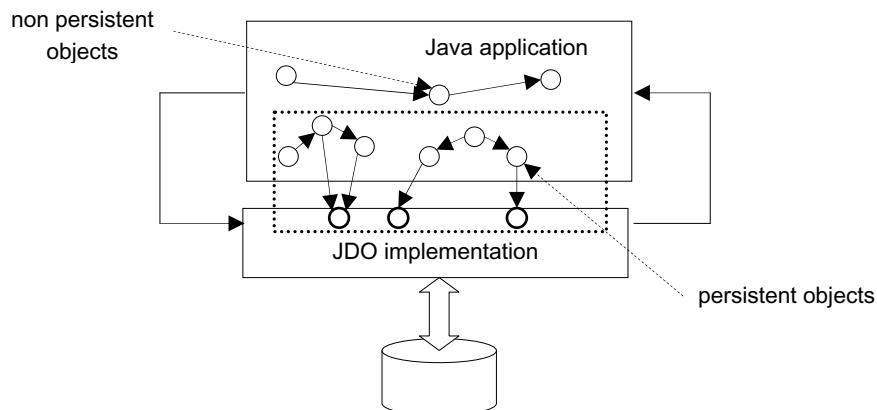 non persistent
objects
Java application
JDO implementation
persistent objects